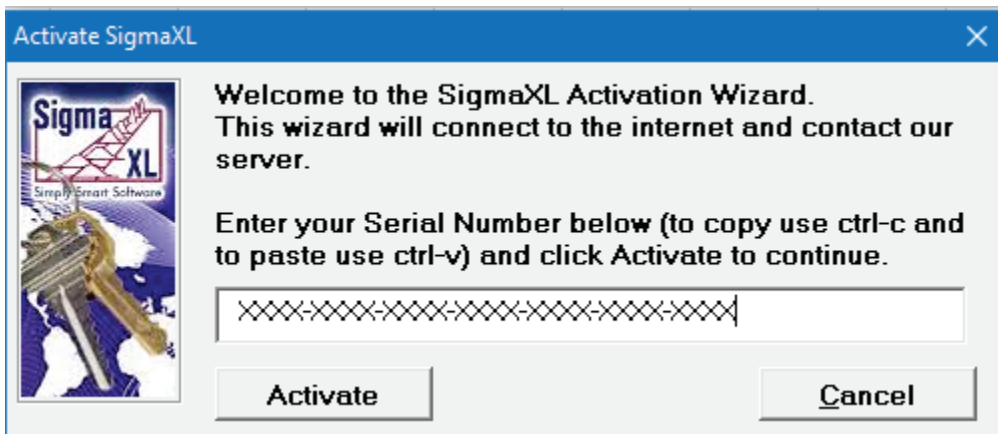 Activate SigmaXL
Sigma
XL
Simply Smart Software
Welcome to the SigmaXL Activation Wizard.
This wizard will connect to the internet and contact our
server.
Enter your Serial Number below (to copy use ctrl-c and
to paste use ctrl-v) and click Activate to continue.
XXXX-XXXX-XXXX-XXXX-XXXX-XXXX-XXXX
Activate
Cancel